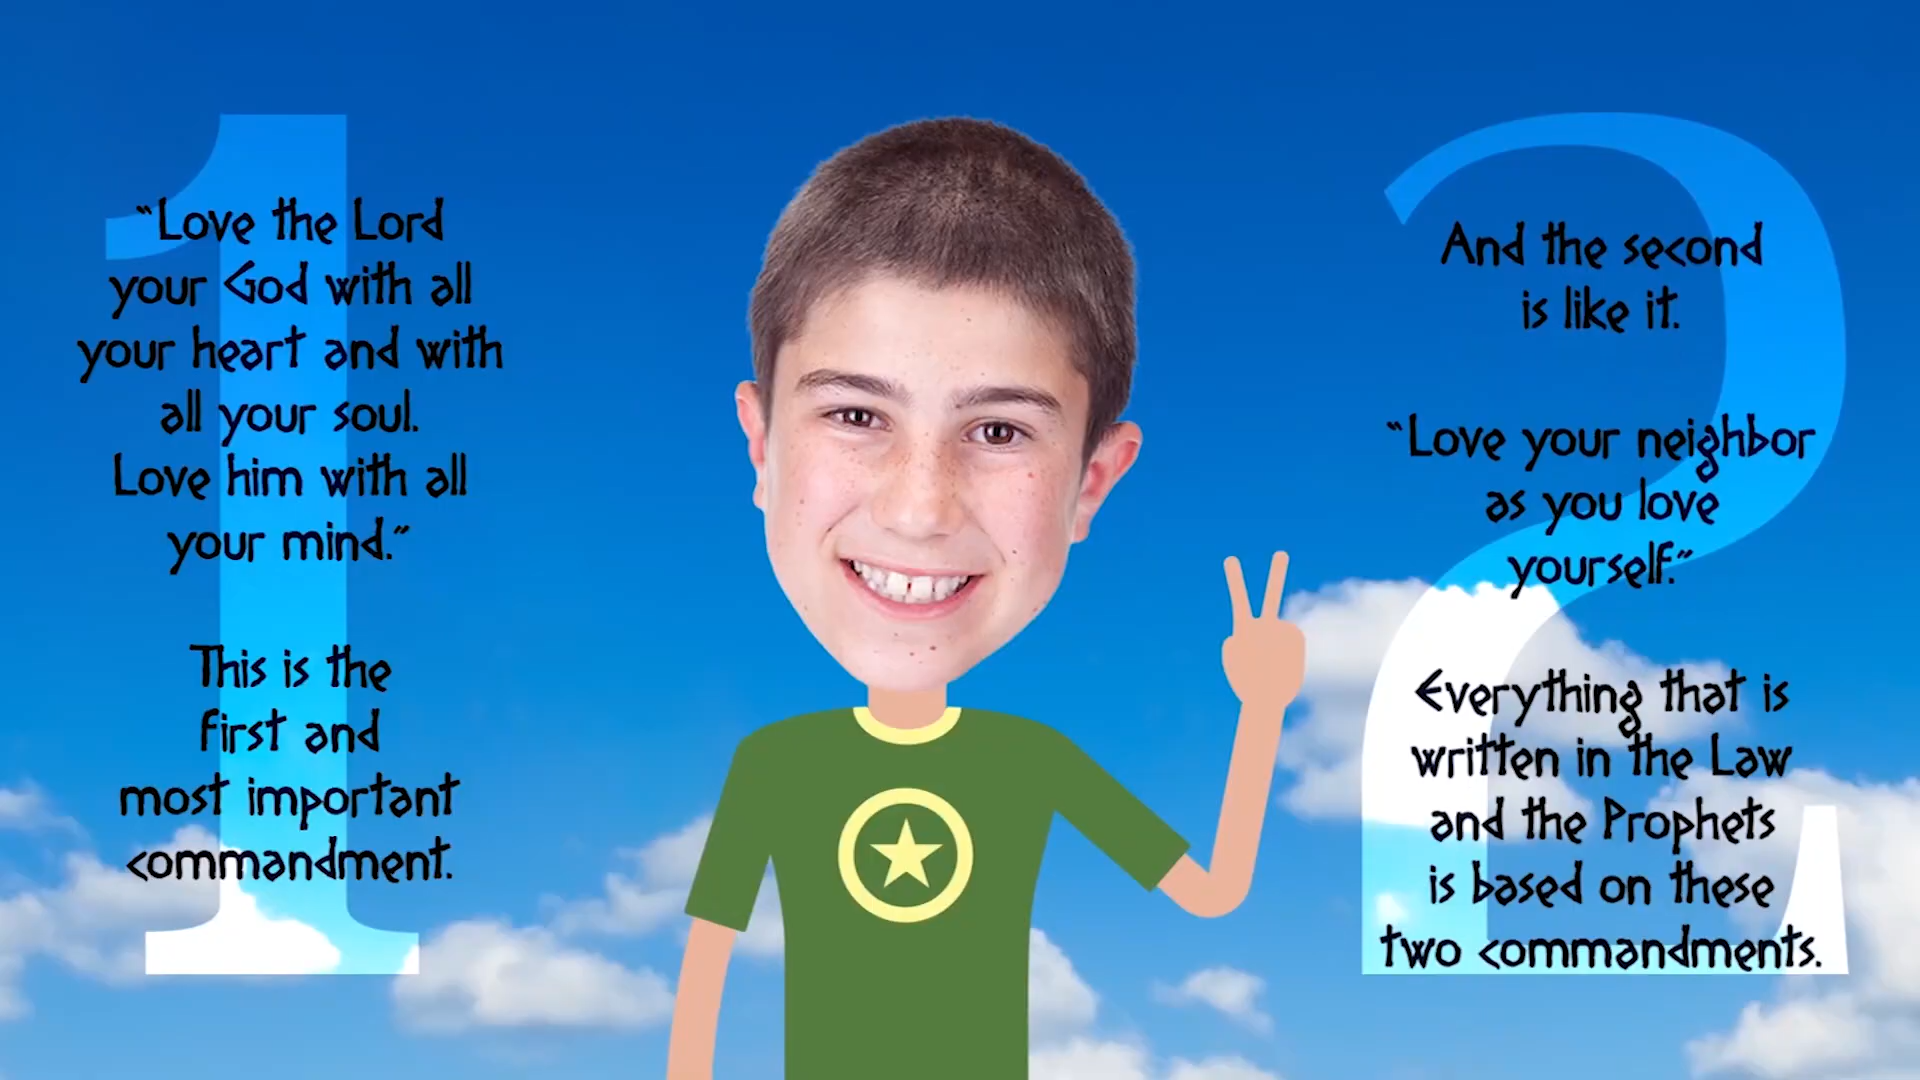 1
“Love the Lord
your God with all
your heart and with
all your soul.
Love him with all
your mind.”
This is the
first and
most important
commandment.
2
And the second
is like it.
“Love your neighbor
as you love
yourself.”
Everything that is
written in the Law
and the Prophets
is based on these
two commandments.